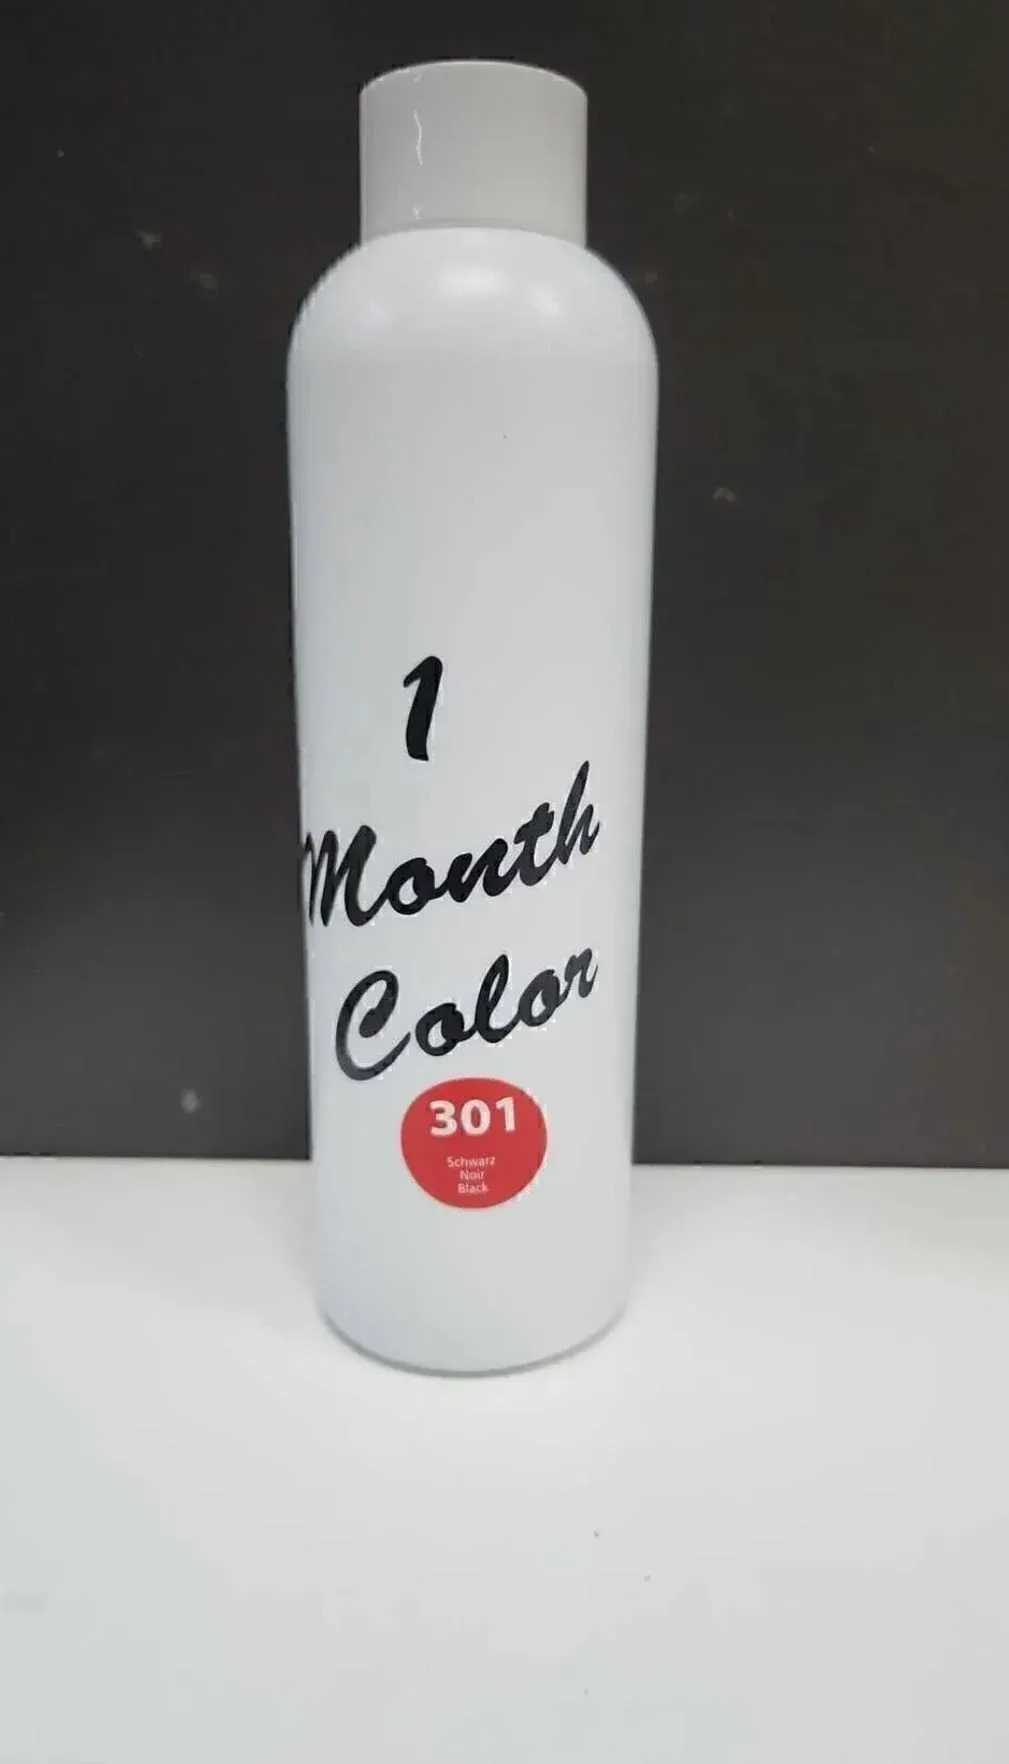 1
Month
Color
301
Schwarz
Noir
Black